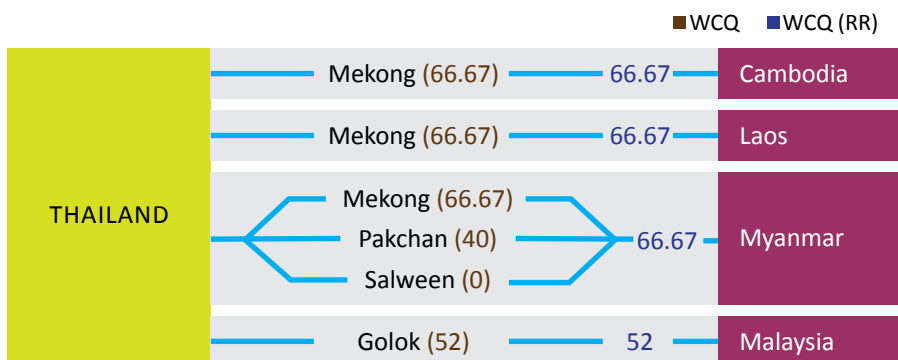 WCQ WCQ (RR)
Mekong (66.67) 66.67 Cambodia
Mekong (66.67) 66.67 Laos
THAILAND
Mekong (66.67)
Pakchan (40) 66.67 Myanmar
Salween (0)
Golok (52) 52 Malaysia